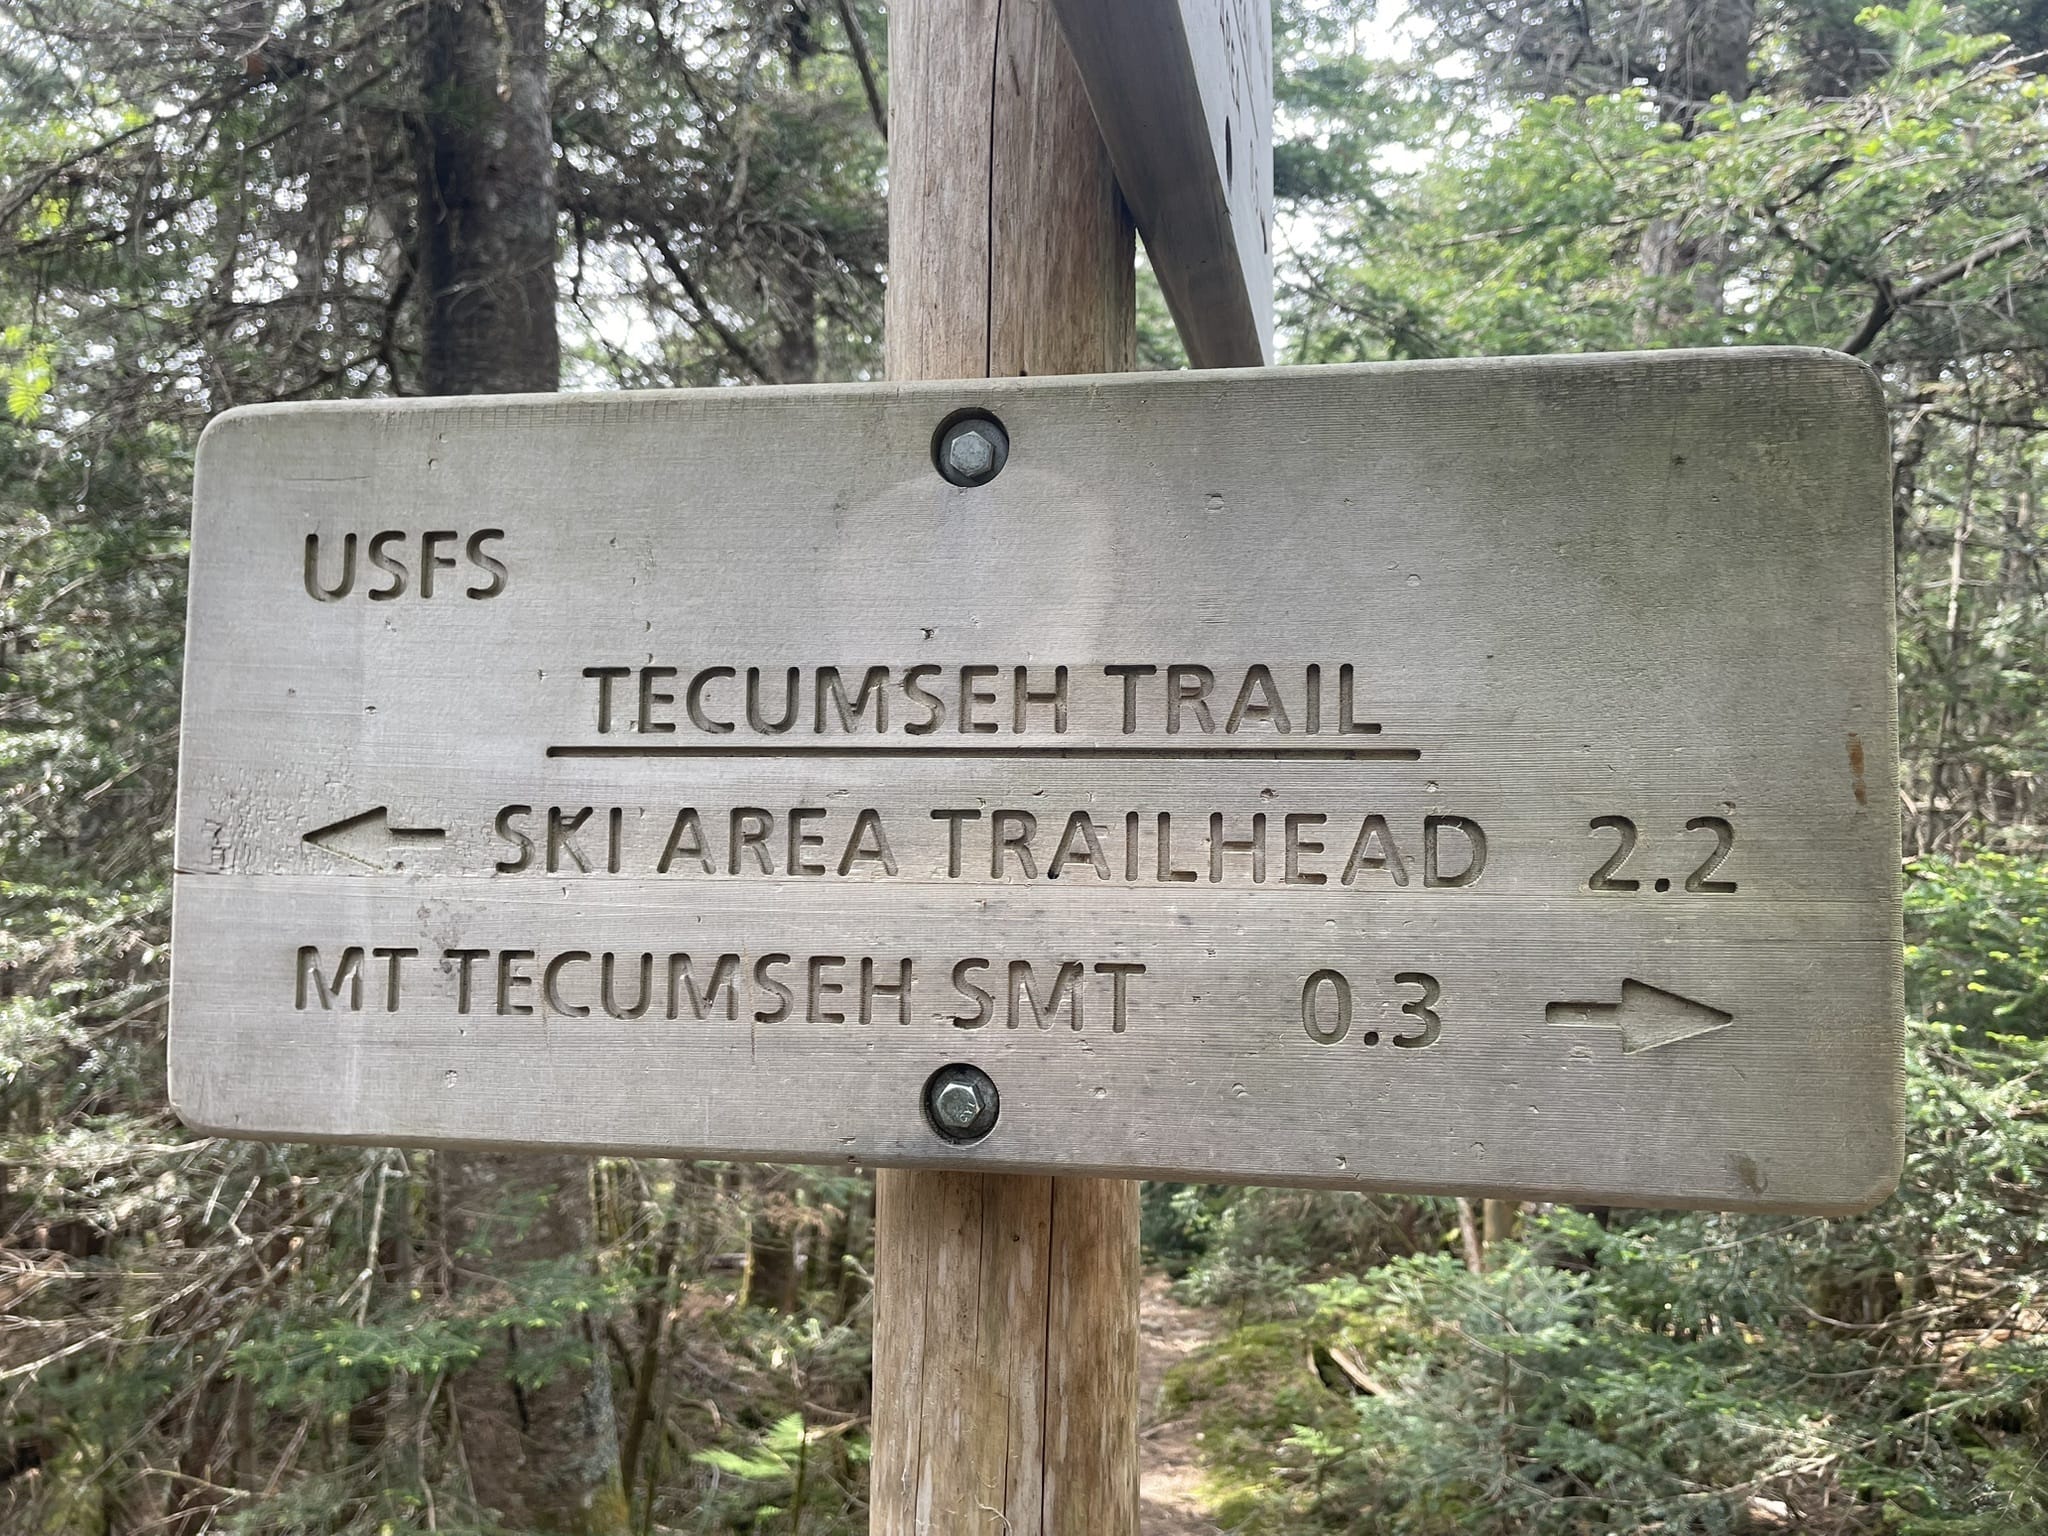 USFS
TECUMSEH TRAIL
← SKI AREA TRAILHEAD 2.2
MT TECUMSEH SMT 0.3 →